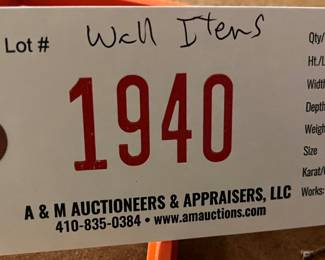 Lot # Wall Items
1940
A & M AUCTIONEERS & APPRAISERS, LLC
410-835-0384 • www.amauctions.com
Qty/
Ht./L
Width
Depth
Weigh
Size
Karat/
Works: